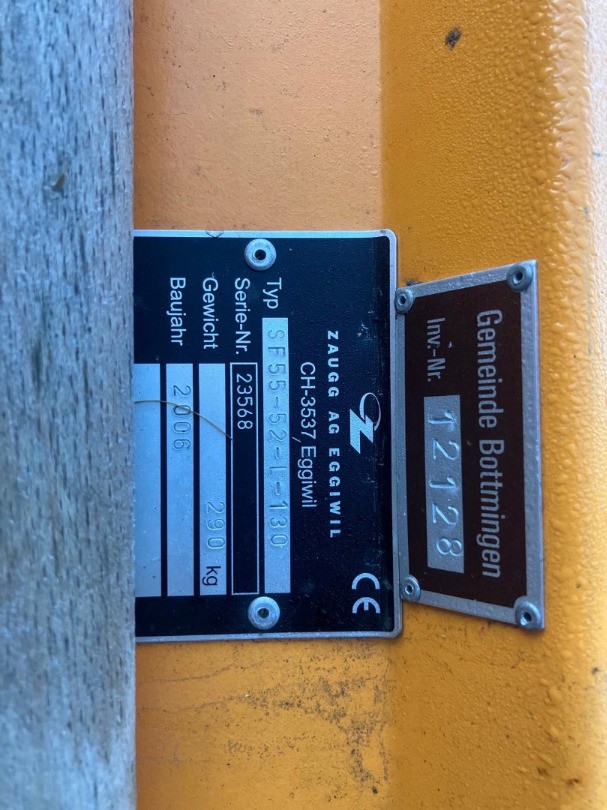 Gemeinde Bottmingen
Inv.-Nr. 12128
ZAUGG AG EGGIWIL
CH-3537 Eggiwil
CE
Typ SF55-52-L-130
Serie-Nr. 23568
Gewicht 290 kg
Baujahr 2006